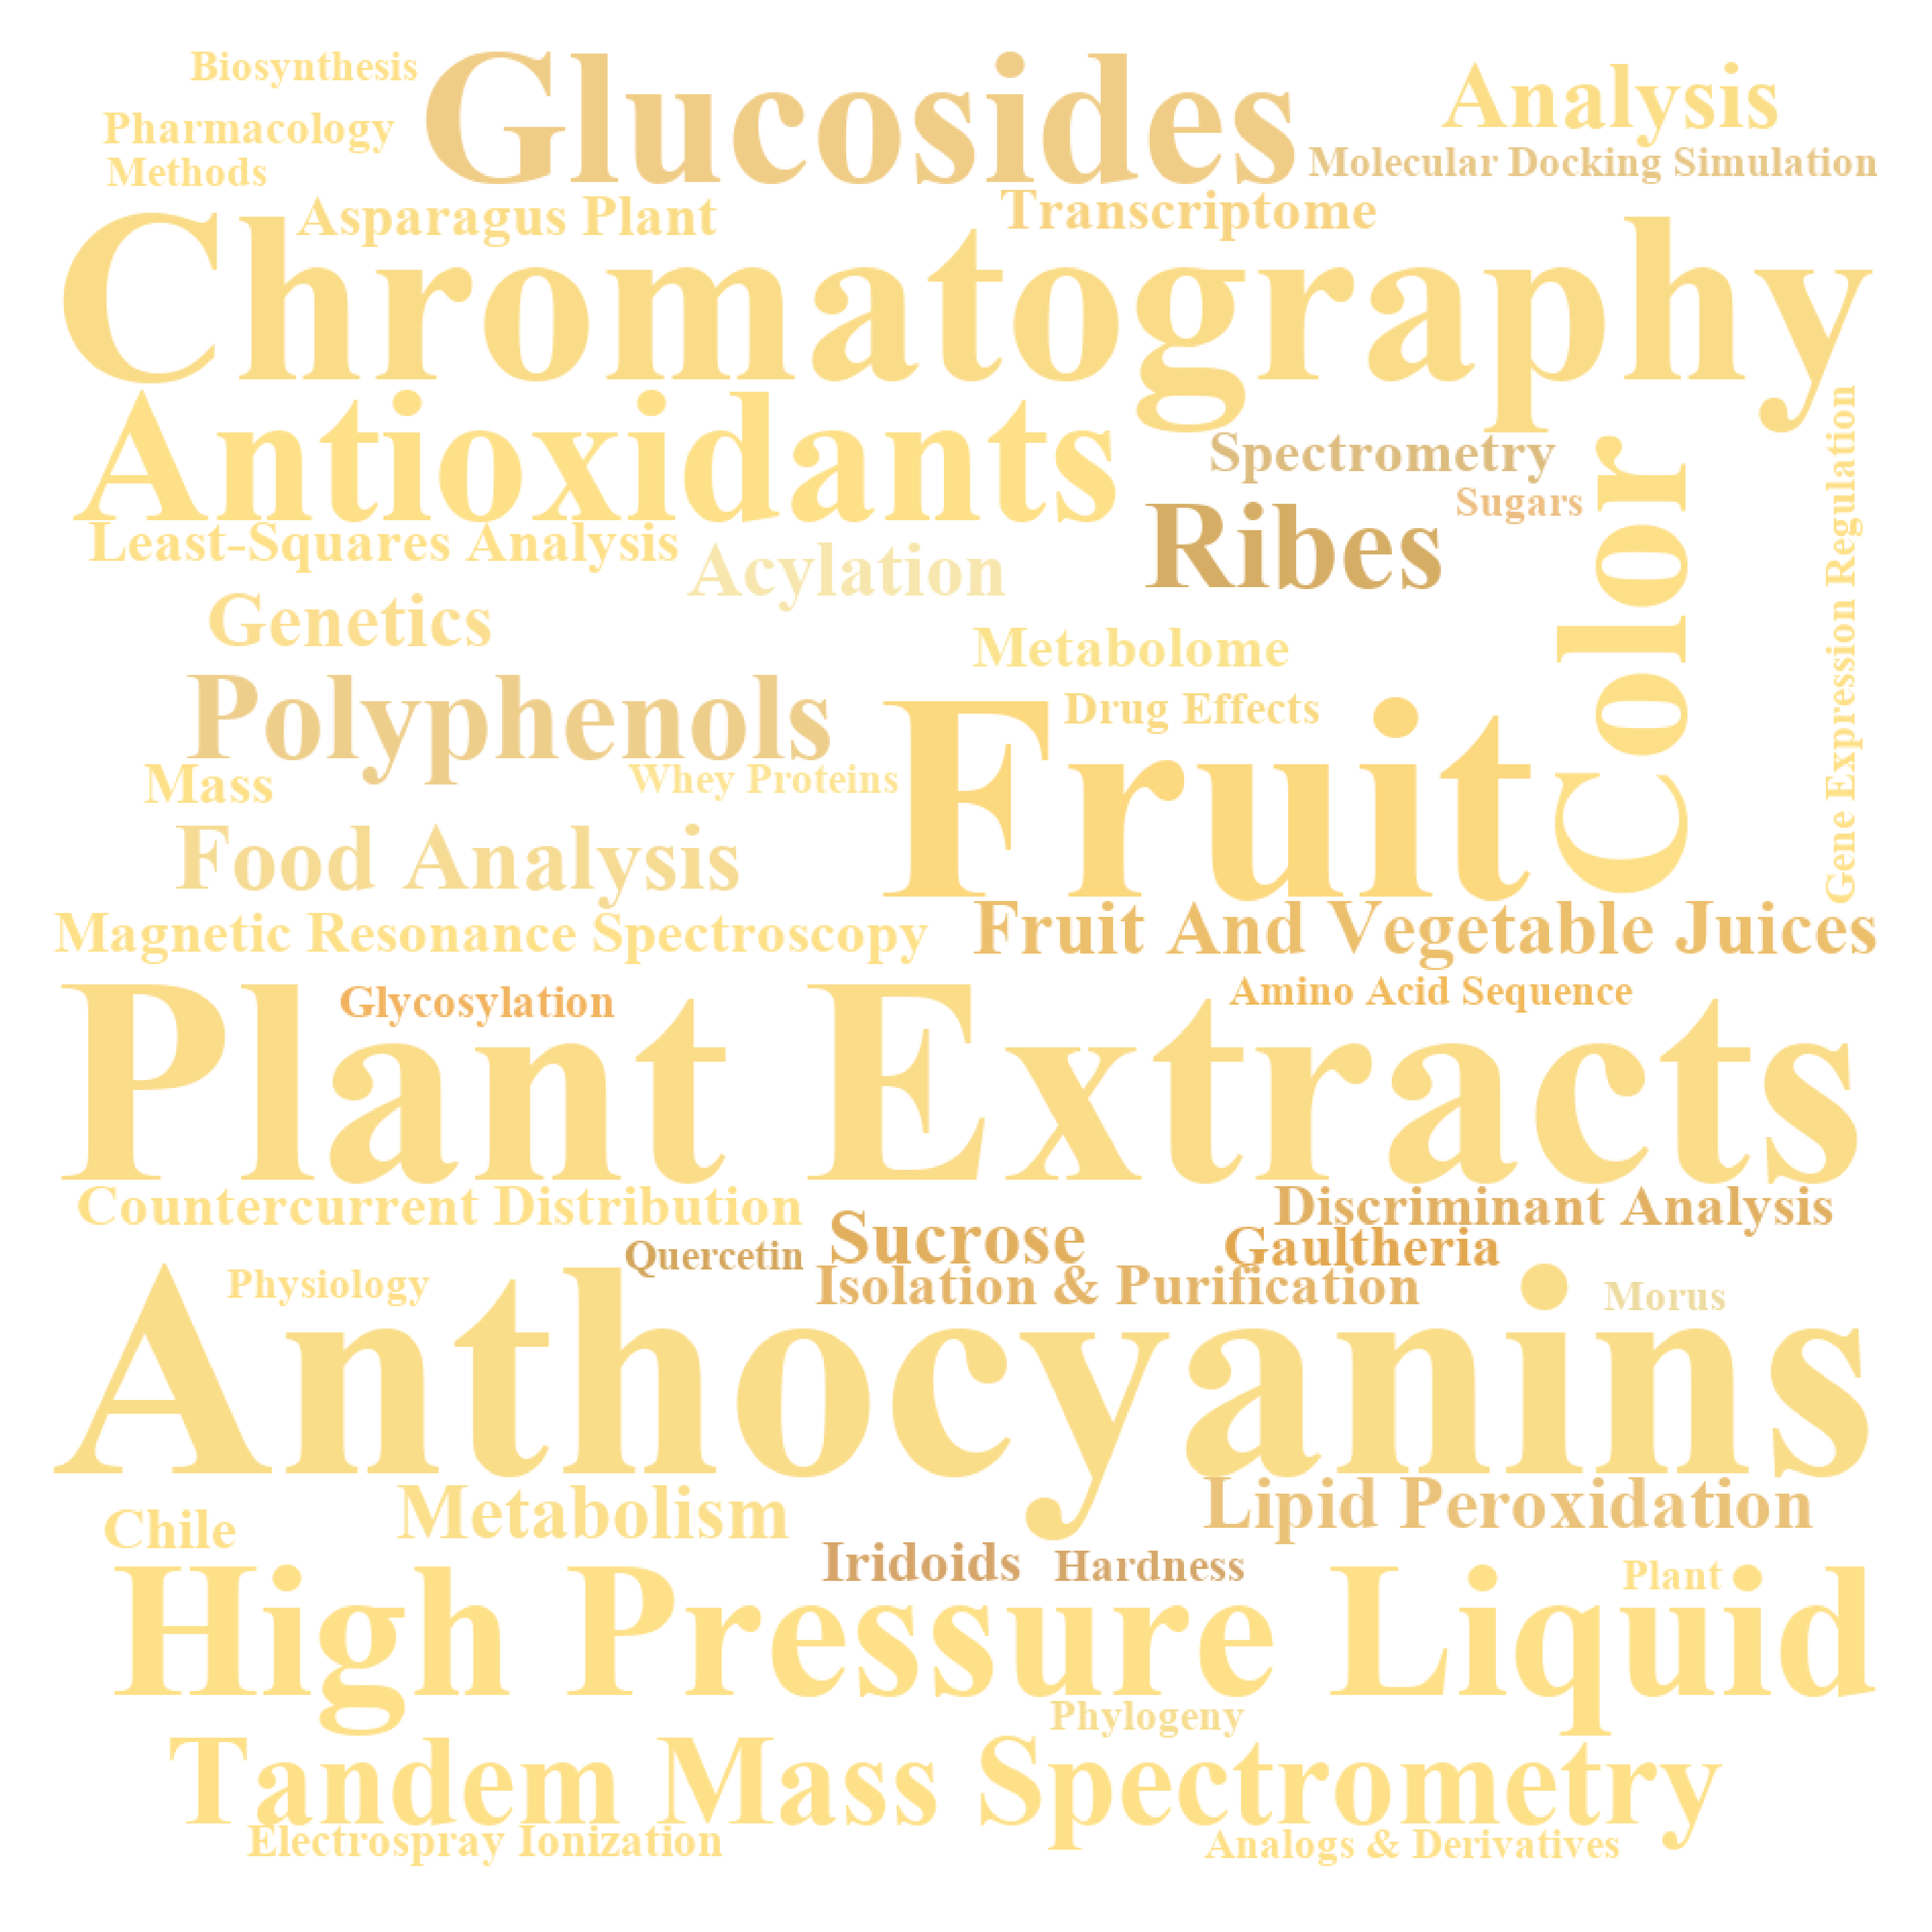 Biosynthesis
Glucosides
Analysis
Pharmacology
Methods
Molecular Docking Simulation
Asparagus Plant
Transcriptome
Chromatography
Antioxidants
Spectrometry
Sugars
Ribes
Color
Gene Expression Regulation
Least-Squares Analysis
Acylation
Genetics
Metabolome
Polyphenols
Drug Effects
Fruit
Mass
Whey Proteins
Food Analysis
Magnetic Resonance Spectroscopy
Fruit And Vegetable Juices
Glycosylation
Amino Acid Sequence
Plant Extracts
Countercurrent Distribution
Discriminant Analysis
Sucrose
Gaultheria
Quercetin
Isolation & Purification
Physiology
Morus
Anthocyanins
Metabolism
Lipid Peroxidation
Chile
Iridoids
Hardness
Plant
High Pressure Liquid
Phylogeny
Tandem Mass Spectrometry
Electrospray Ionization
Analogs & Derivatives